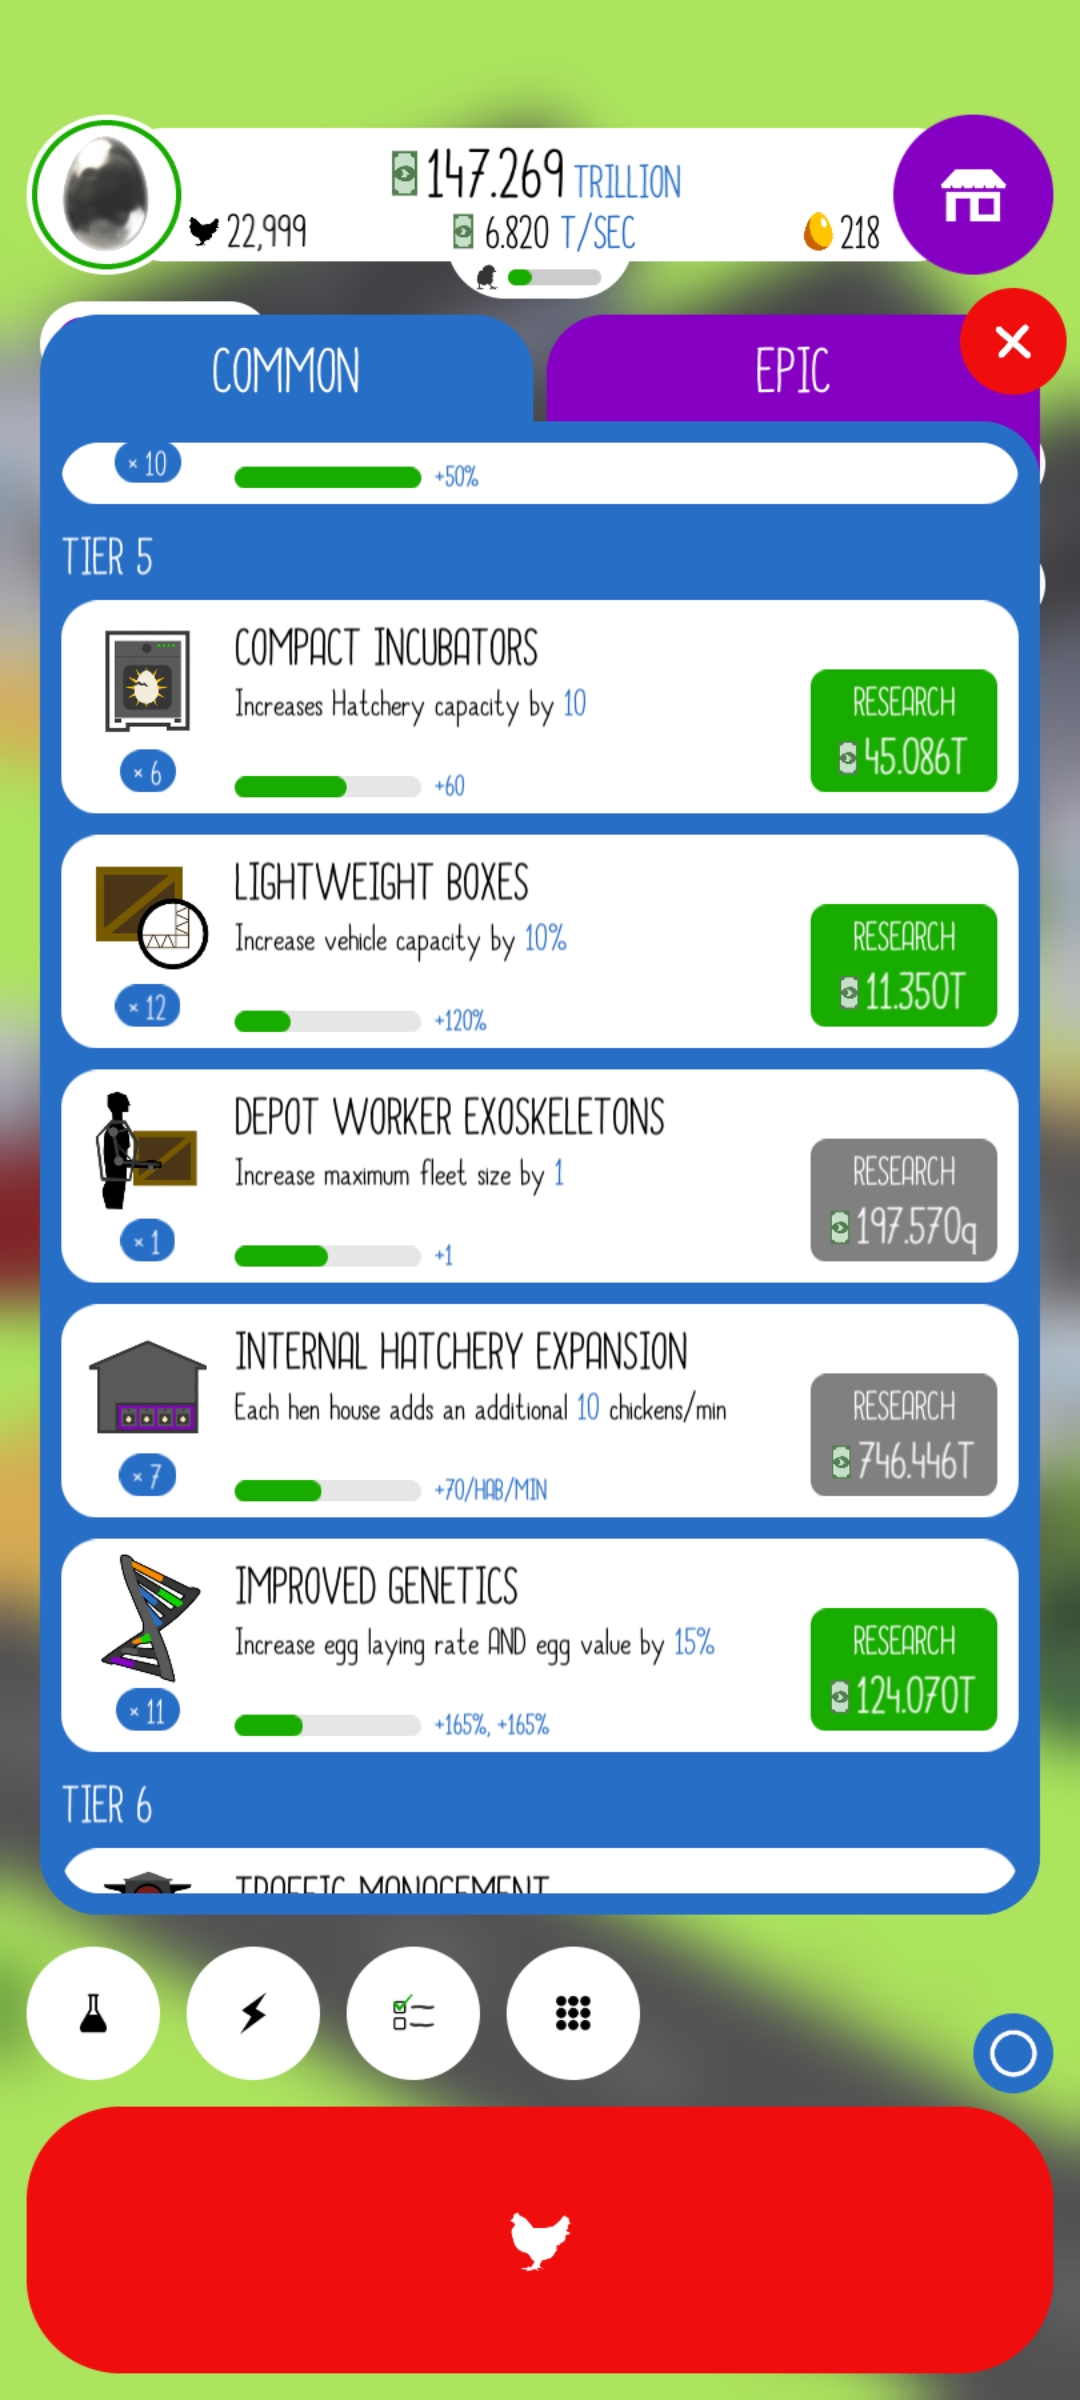 147.269 TRILLION
22,999
6.820 T/SEC
218
COMMON
EPIC
× 10
+50%
TIER 5
COMPACT INCUBATORS
Increases Hatchery capacity by 10
× 6
+60
RESEARCH
45.086T
LIGHTWEIGHT BOXES
Increase vehicle capacity by 10%
× 12
+120%
RESEARCH
11.350T
DEPOT WORKER EXOSKELETONS
Increase maximum fleet size by 1
× 1
+1
RESEARCH
197.570q
INTERNAL HATCHERY EXPANSION
Each hen house adds an additional 10 chickens/min
× 7
+70/HAB/MIN
RESEARCH
746.446T
IMPROVED GENETICS
Increase egg laying rate AND egg value by 15%
× 11
+165%, +165%
RESEARCH
124.070T
TIER 6
TRAFFIC MANAGEMENT